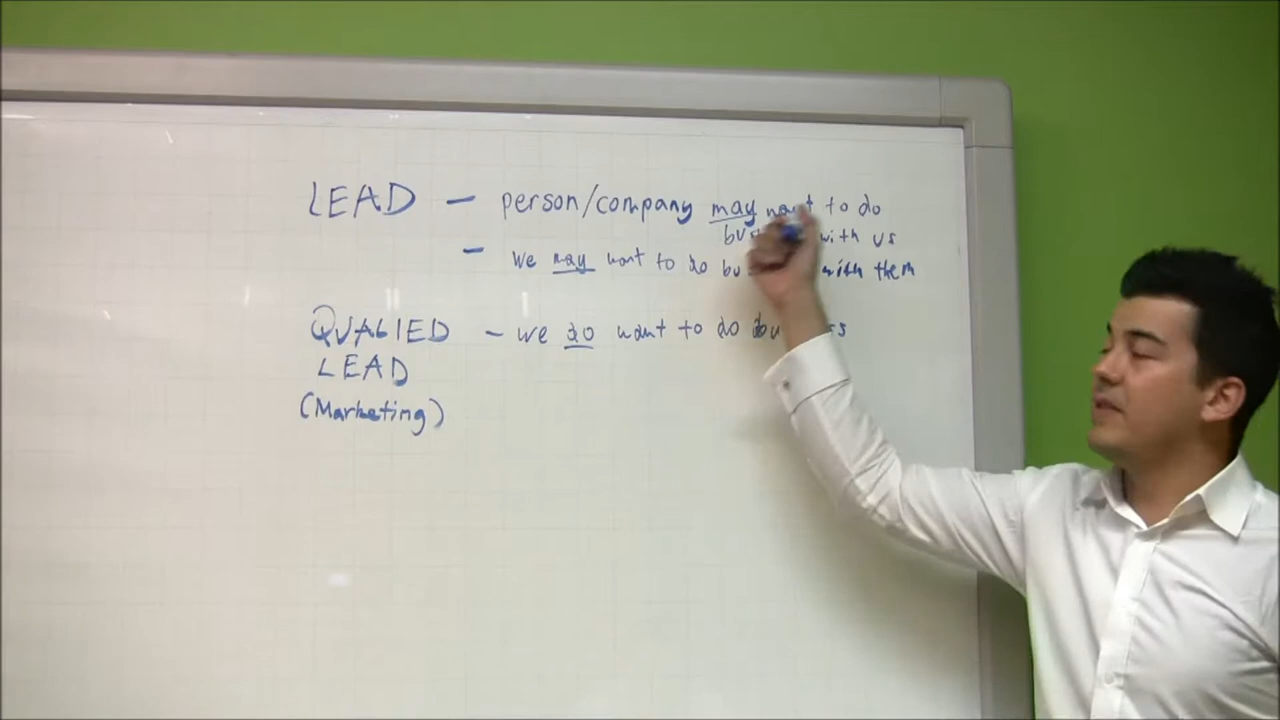 LEAD - person/company may want to do
with us
- we may wont to do with them
QUALIED - we do want to do
LEAD
(Marketing)